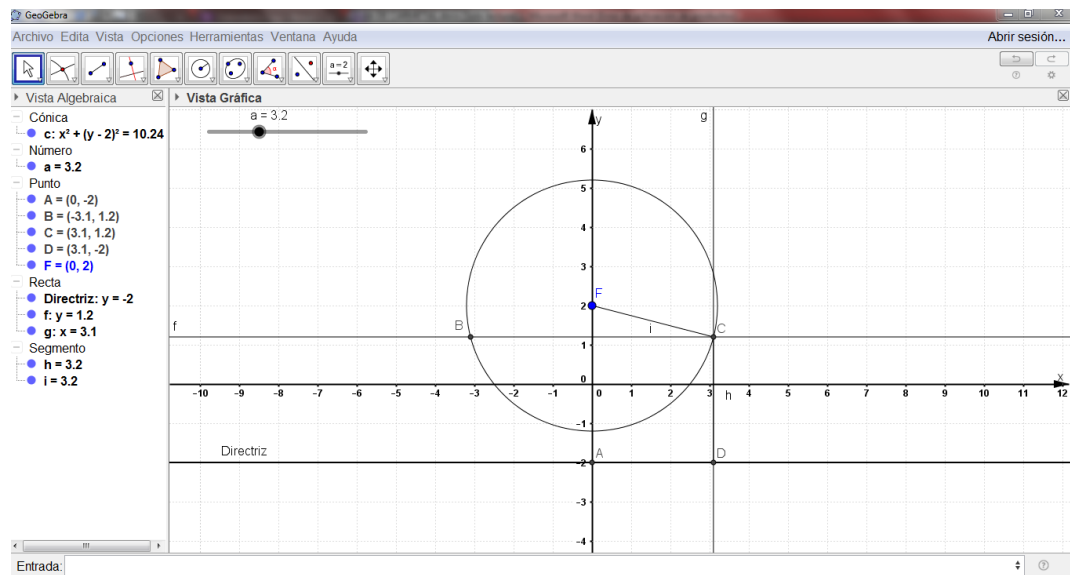 GeoGebra
Archivo Edita Vista Opciones Herramientas Ventana Ayuda
Abrir sesión...
a=2
Vista Algebraica
Vista Gráfica
Cónica
c: x² + (y - 2)² = 10.24
Número
a = 3.2
Punto
A = (0, -2)
B = (-3.1, 1.2)
C = (3.1, 1.2)
D = (3.1, -2)
F = (0, 2)
Recta
Directriz: y = -2
f: y = 1.2
g: x = 3.1
Segmento
h = 3.2
i = 3.2
a = 3.2
y
g
6
5
4
3
2
F
B
C
f
i
1
0
x
-10 -9 -8 -7 -6 -5 -4 -3 -2 -1 0 1 2 3 h 4 5 6 7 8 9 10 11 12
-1
Directriz
A
D
-2
-3
-4
Entrada: